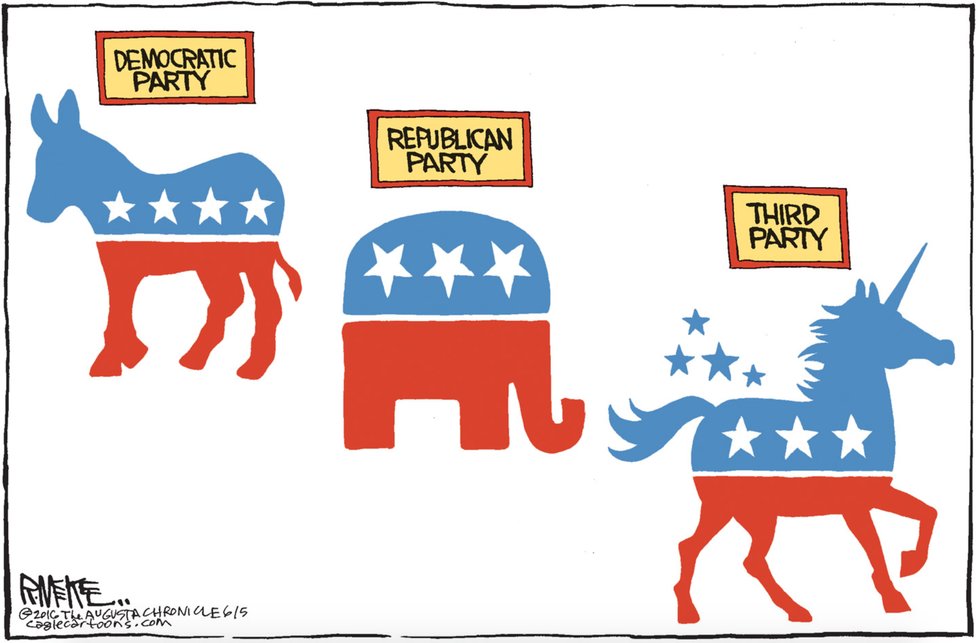 DEMOCRATIC
PARTY
REPUBLICAN
PARTY
THIRD
PARTY
©2016 The AUGUSTA CHRONICLE 6/5
caglecartoons.com